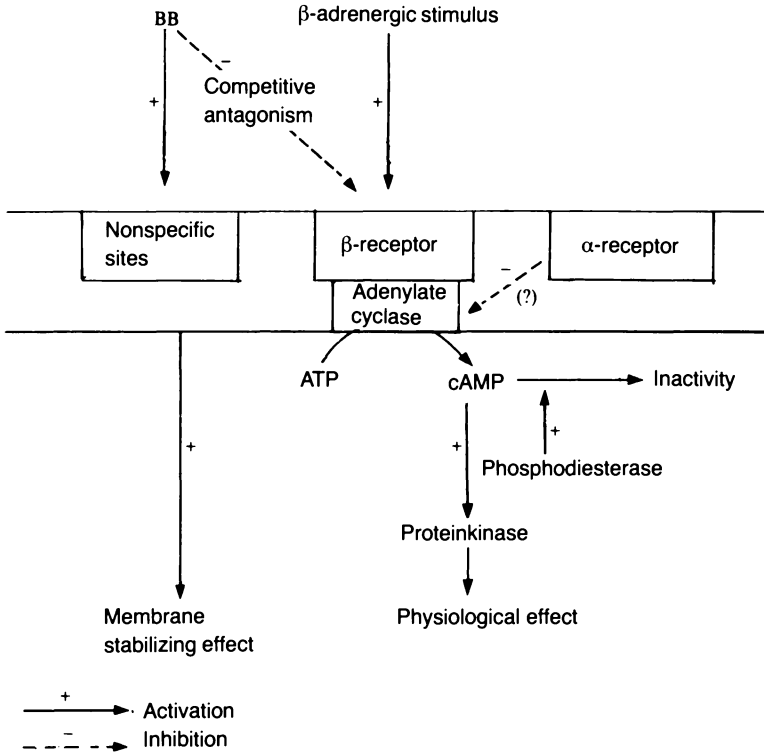 BB
β-adrenergic stimulus
−
Competitive
antagonism
+
+
Nonspecific
sites
β-receptor
α-receptor
−
(?)
Adenylate
cyclase
ATP
cAMP
Inactivity
+
+
+
Phosphodiesterase
Proteinkinase
Membrane
stabilizing effect
Physiological effect
+
Activation
−
Inhibition